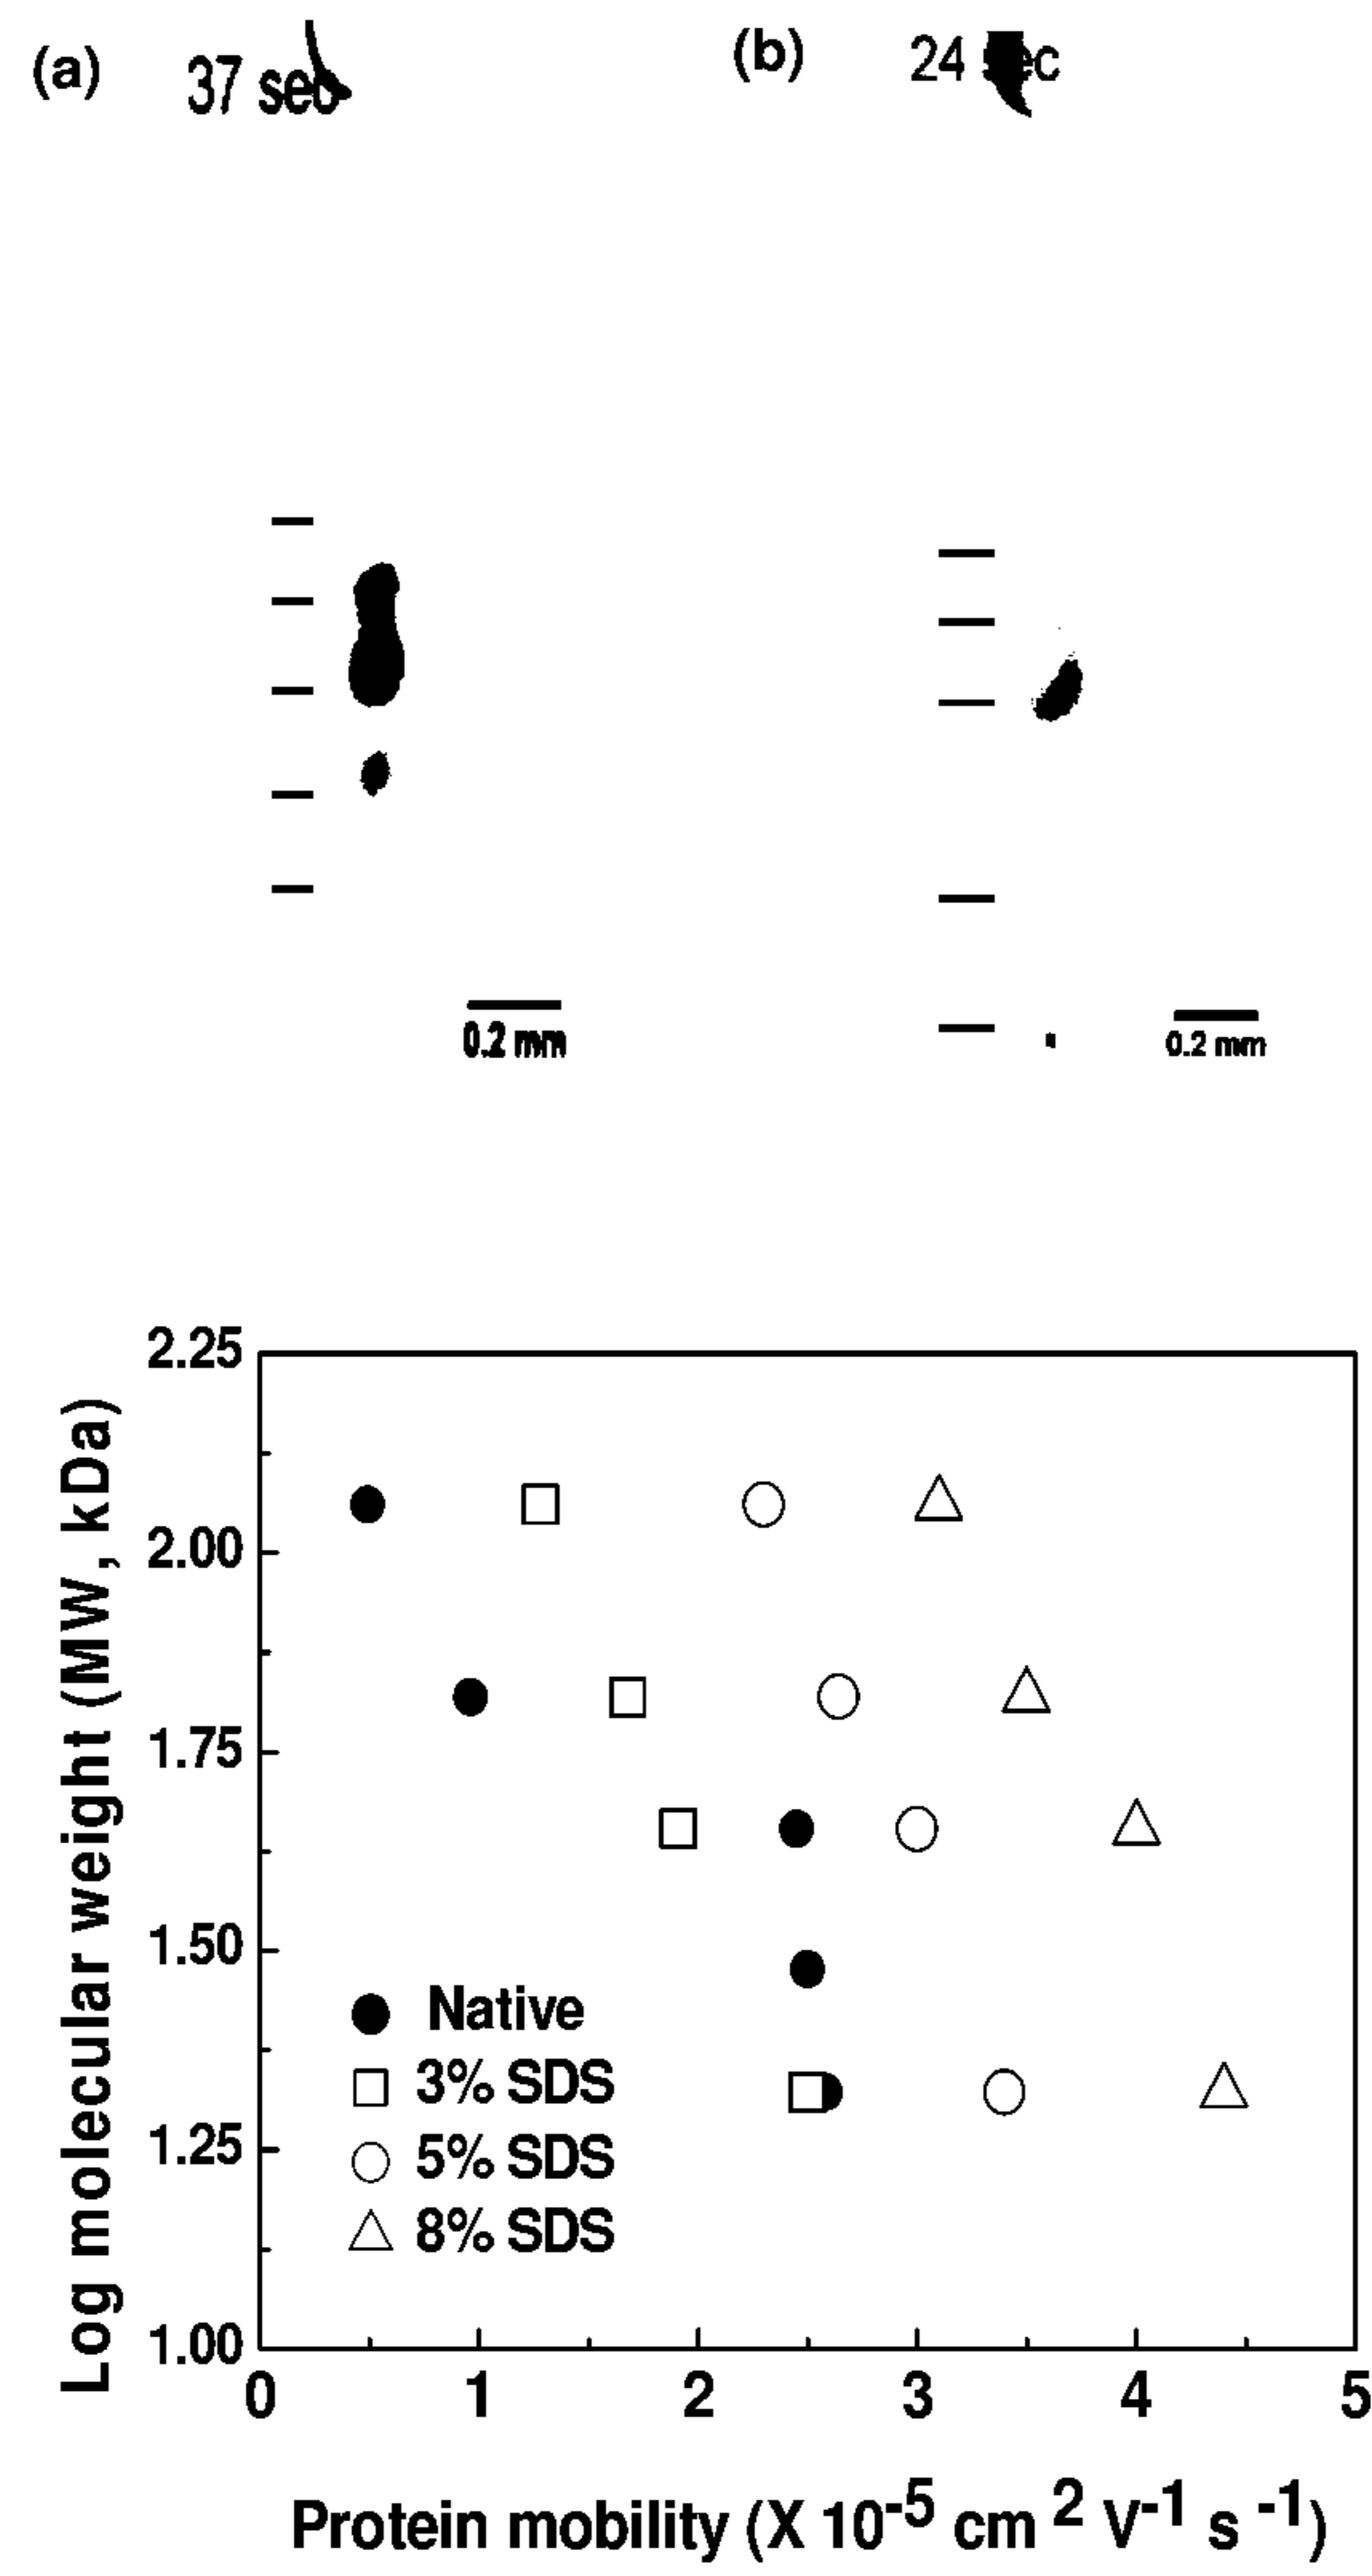 (a) 37 sec
(b) 24 sec
0.2 mm
0.2 mm
Log molecular weight (MW, kDa)
2.25
2.00
1.75
1.50
1.25
1.00
Native
3% SDS
5% SDS
8% SDS
0 1 2 3 4 5
Protein mobility (X 10⁻⁵ cm ² V⁻¹ s ⁻¹)